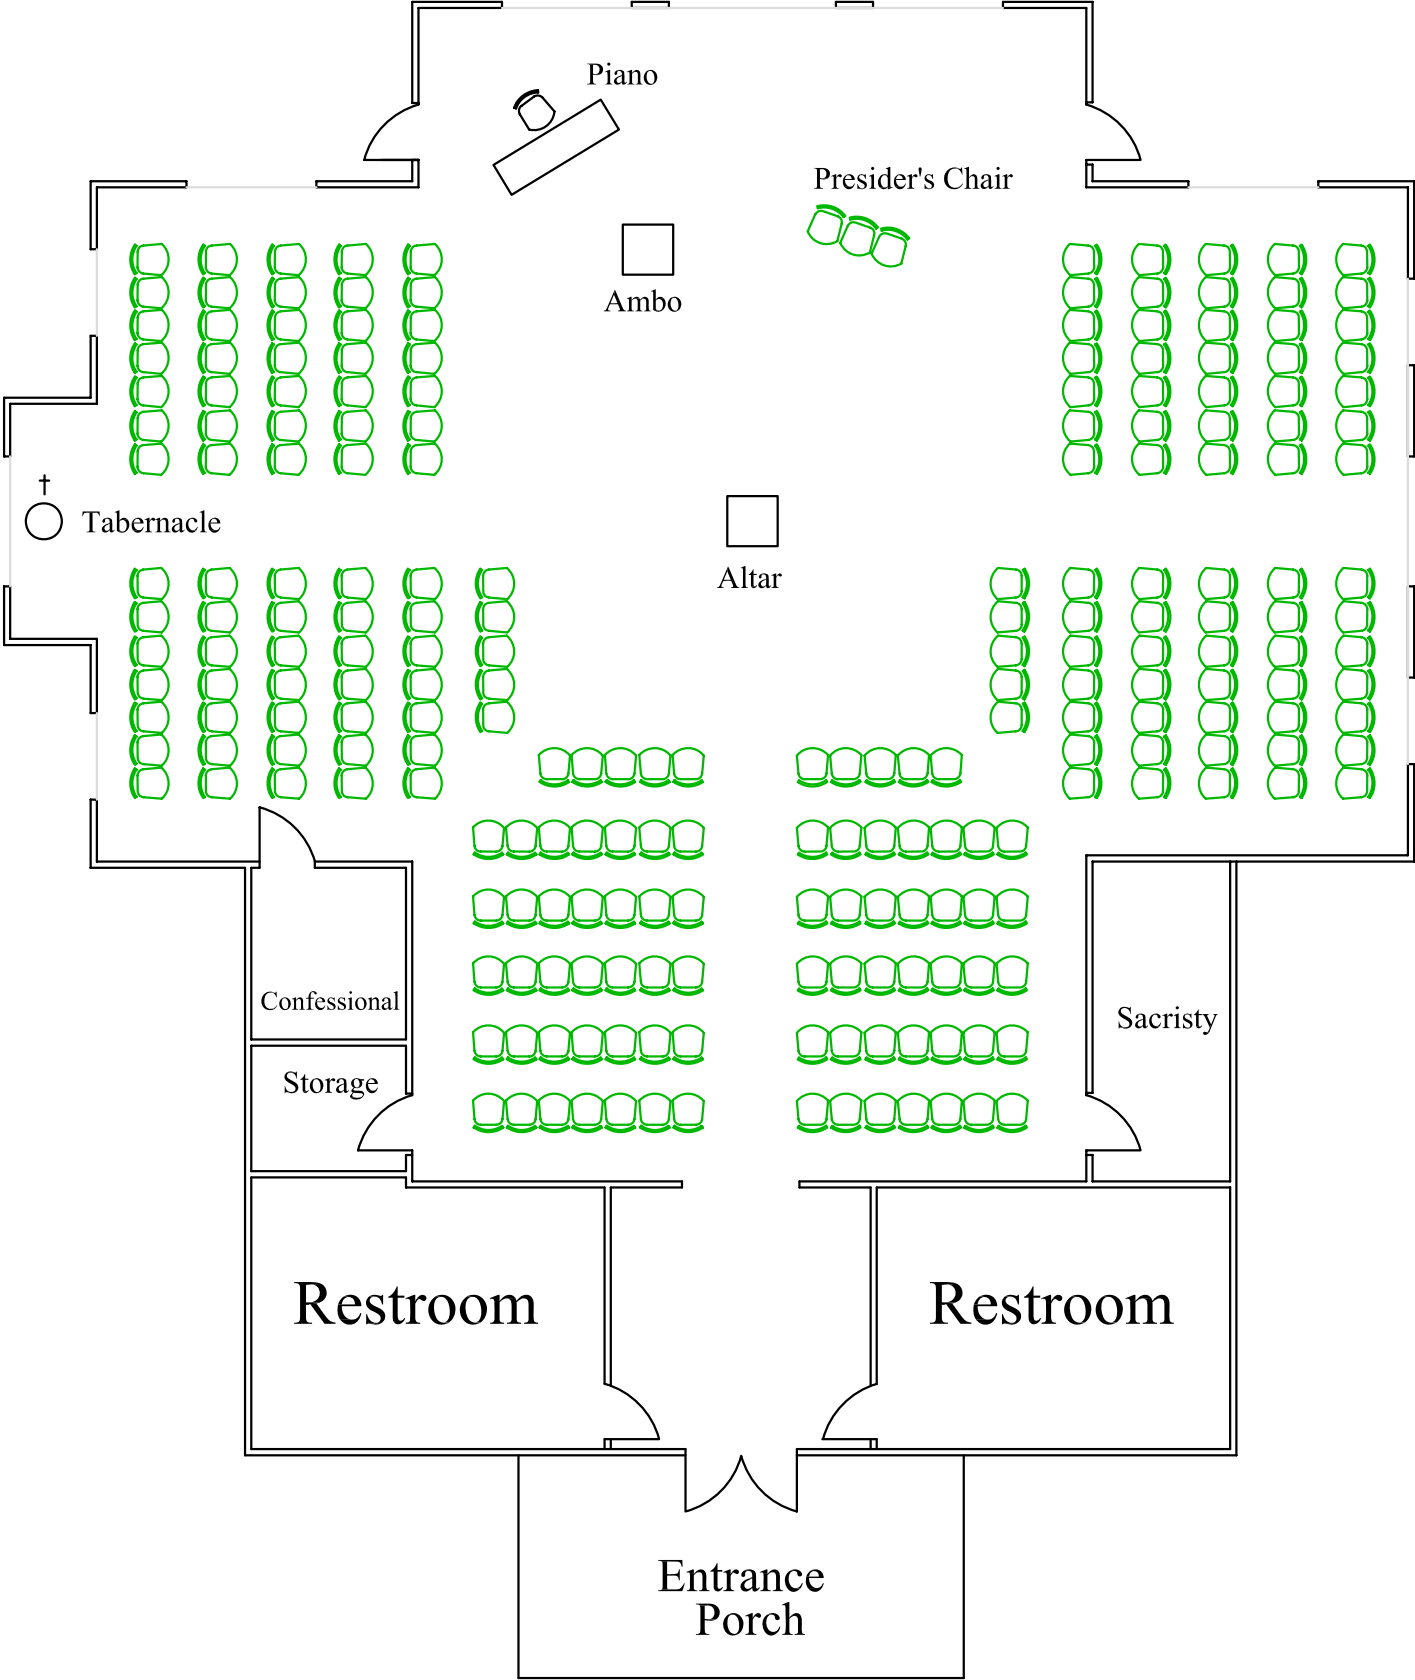 Piano
Presider's Chair
Ambo
Tabernacle
Altar
Confessional
Sacristy
Storage
Restroom
Restroom
Entrance
Porch